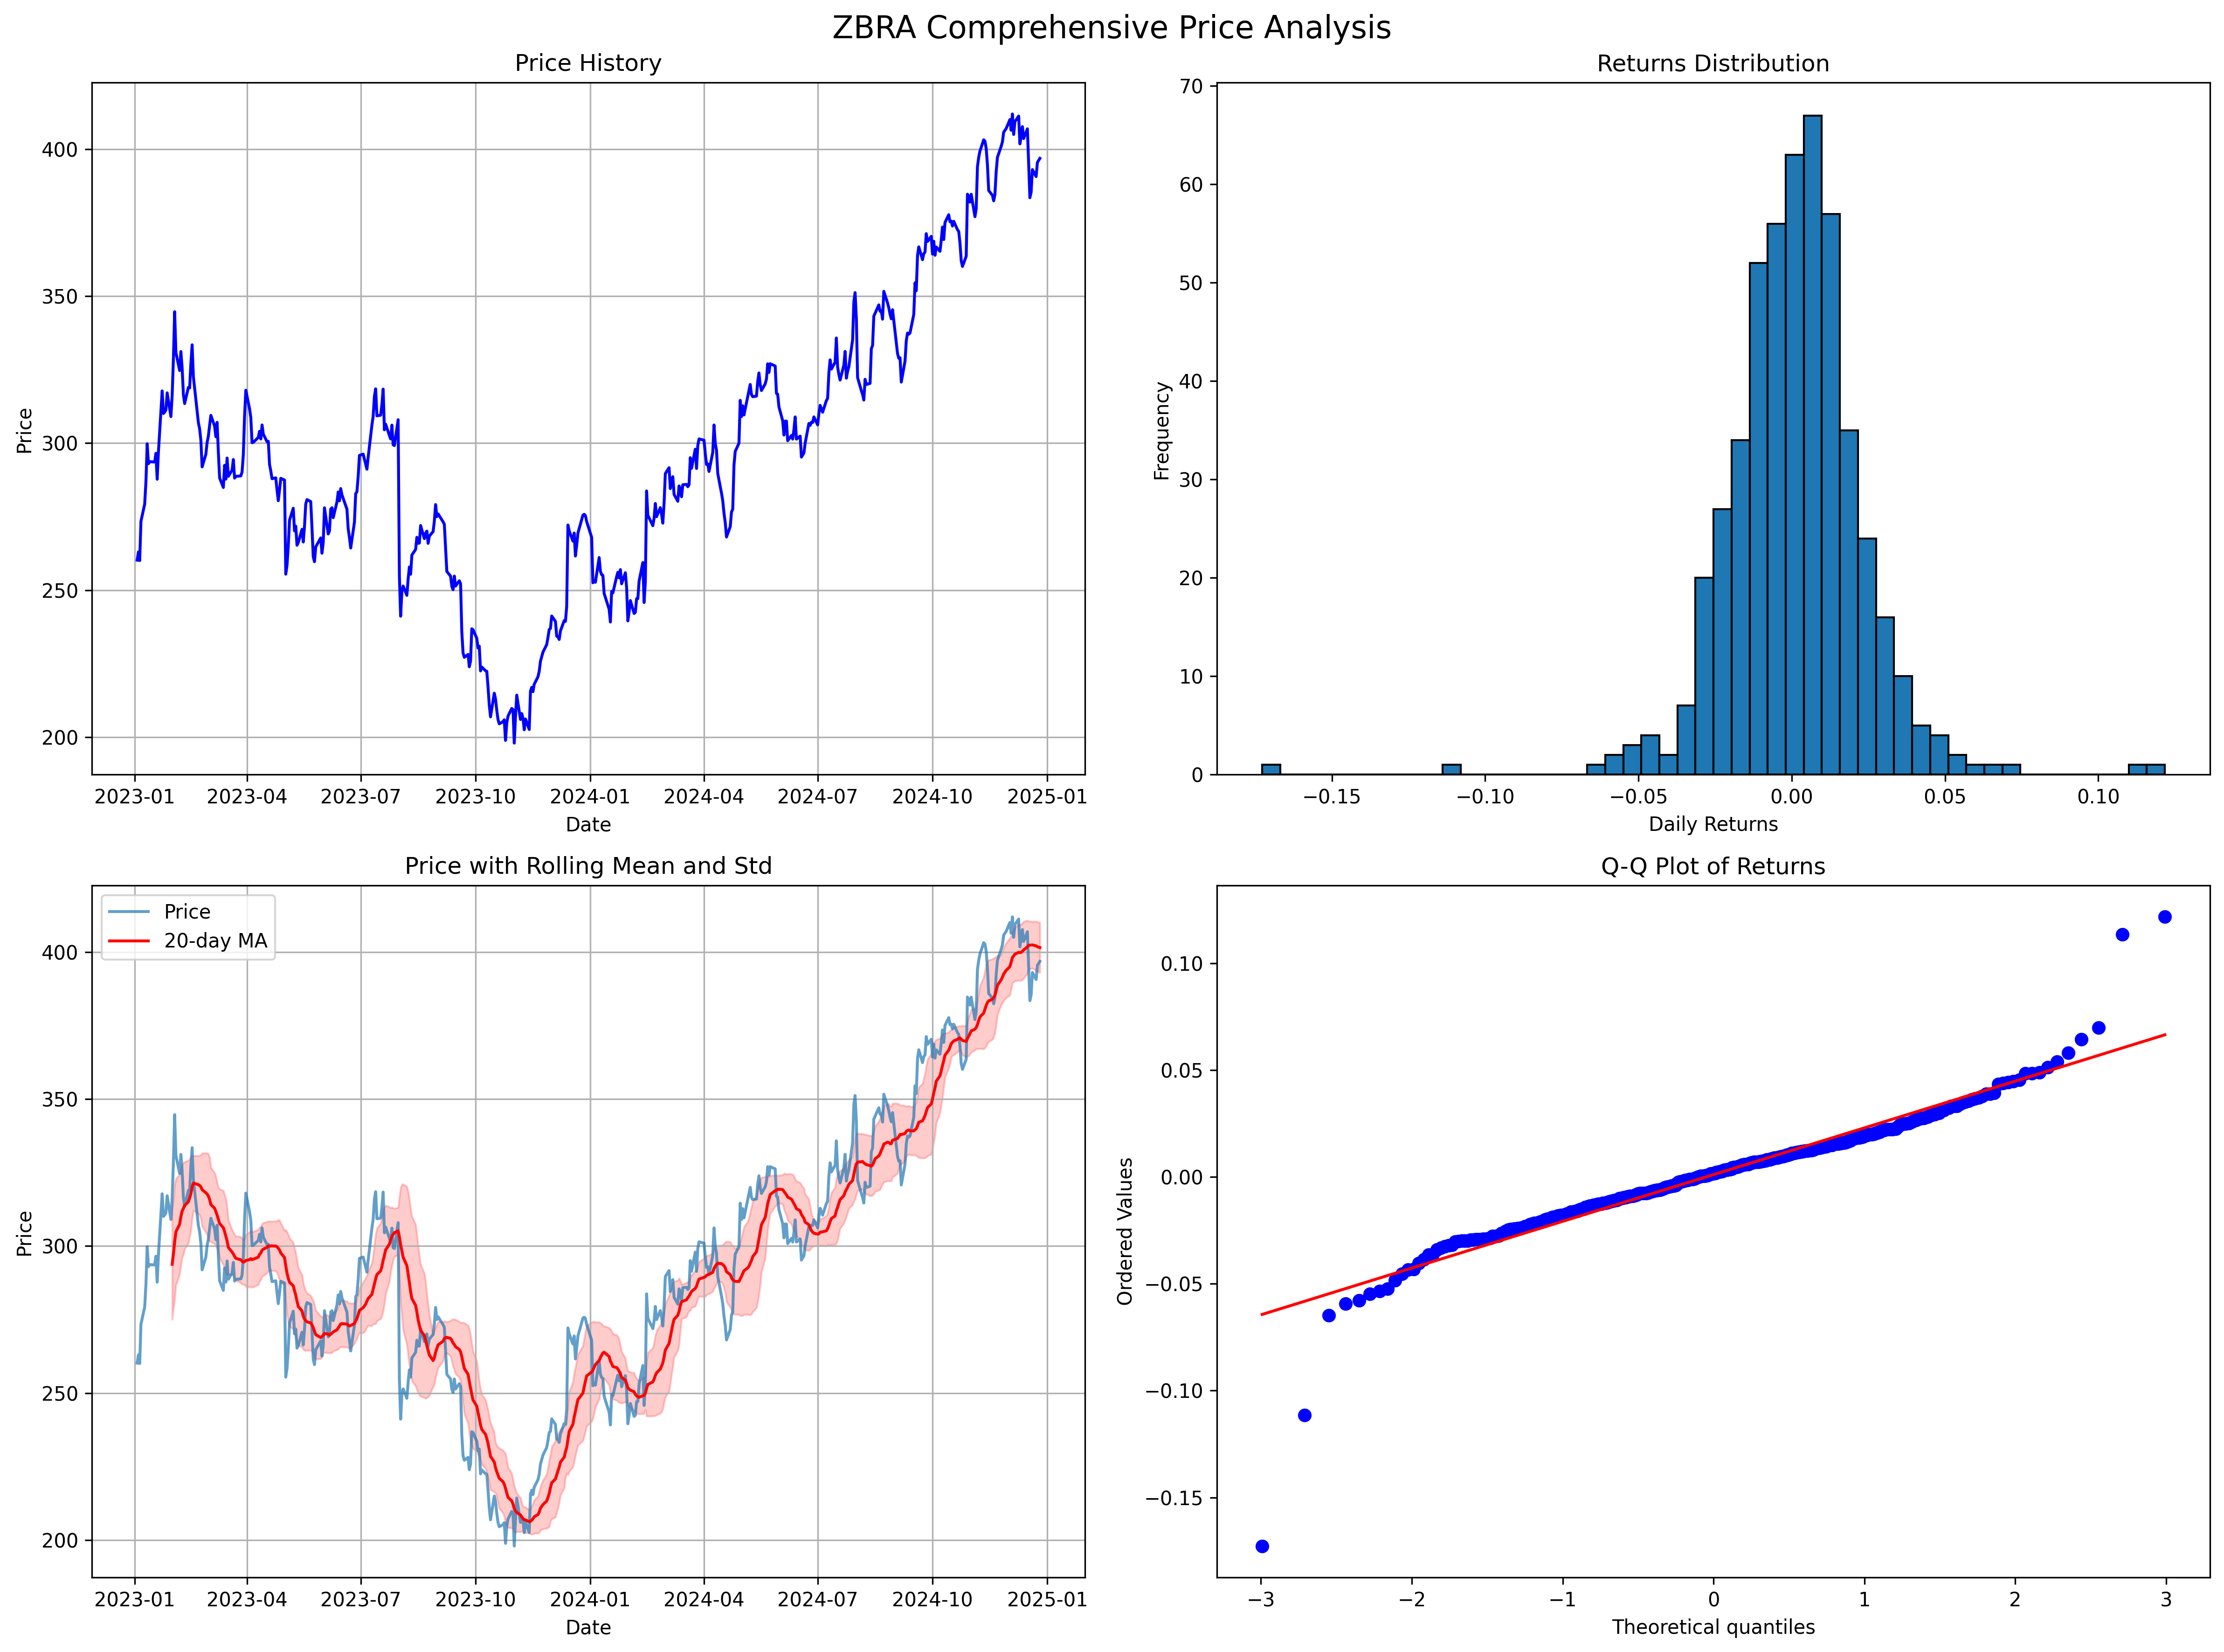 ZBRA Comprehensive Price Analysis
Price History
Price
400
350
300
250
200
2023-01 2023-04 2023-07 2023-10 2024-01 2024-04 2024-07 2024-10 2025-01
Date
Returns Distribution
Frequency
70
60
50
40
30
20
10
0
−0.15 −0.10 −0.05 0.00 0.05 0.10
Daily Returns
Price with Rolling Mean and Std
Price
20-day MA
Price
400
350
300
250
200
2023-01 2023-04 2023-07 2023-10 2024-01 2024-04 2024-07 2024-10 2025-01
Date
Q-Q Plot of Returns
Ordered Values
0.10
0.05
0.00
−0.05
−0.10
−0.15
−3 −2 −1 0 1 2 3
Theoretical quantiles